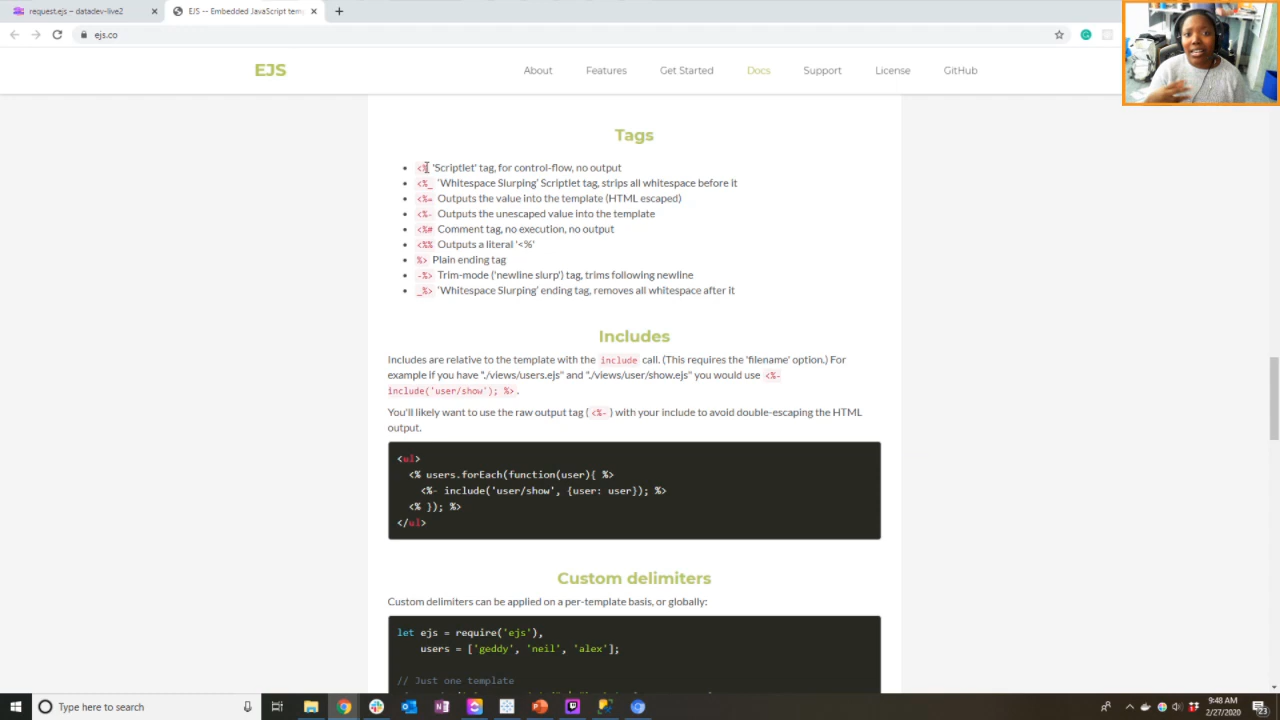 request.ejs – datadev-live2
EJS -- Embedded JavaScript temp
ejs.co
EJS
About
Features
Get Started
Docs
Support
License
GitHub
Tags
<% 'Scriptlet' tag, for control-flow, no output
<%_ 'Whitespace Slurping' Scriptlet tag, strips all whitespace before it
<%= Outputs the value into the template (HTML escaped)
<%- Outputs the unescaped value into the template
<%# Comment tag, no execution, no output
<%% Outputs a literal '<%'
%> Plain ending tag
-%> Trim-mode ('newline slurp') tag, trims following newline
_%> 'Whitespace Slurping' ending tag, removes all whitespace after it
Includes
Includes are relative to the template with the include call. (This requires the 'filename' option.) For
example if you have "./views/users.ejs" and "./views/user/show.ejs" you would use <%-
include('user/show'); %>.
You'll likely want to use the raw output tag ( <%- ) with your include to avoid double-escaping the HTML
output.
<ul>
<% users.forEach(function(user){ %>
<%- include('user/show', {user: user}); %>
<% }); %>
</ul>
Custom delimiters
Custom delimiters can be applied on a per-template basis, or globally:
let ejs = require('ejs'),
users = ['geddy', 'neil', 'alex'];
// Just one template
Type here to search
9:48 AM
2/27/2020
23